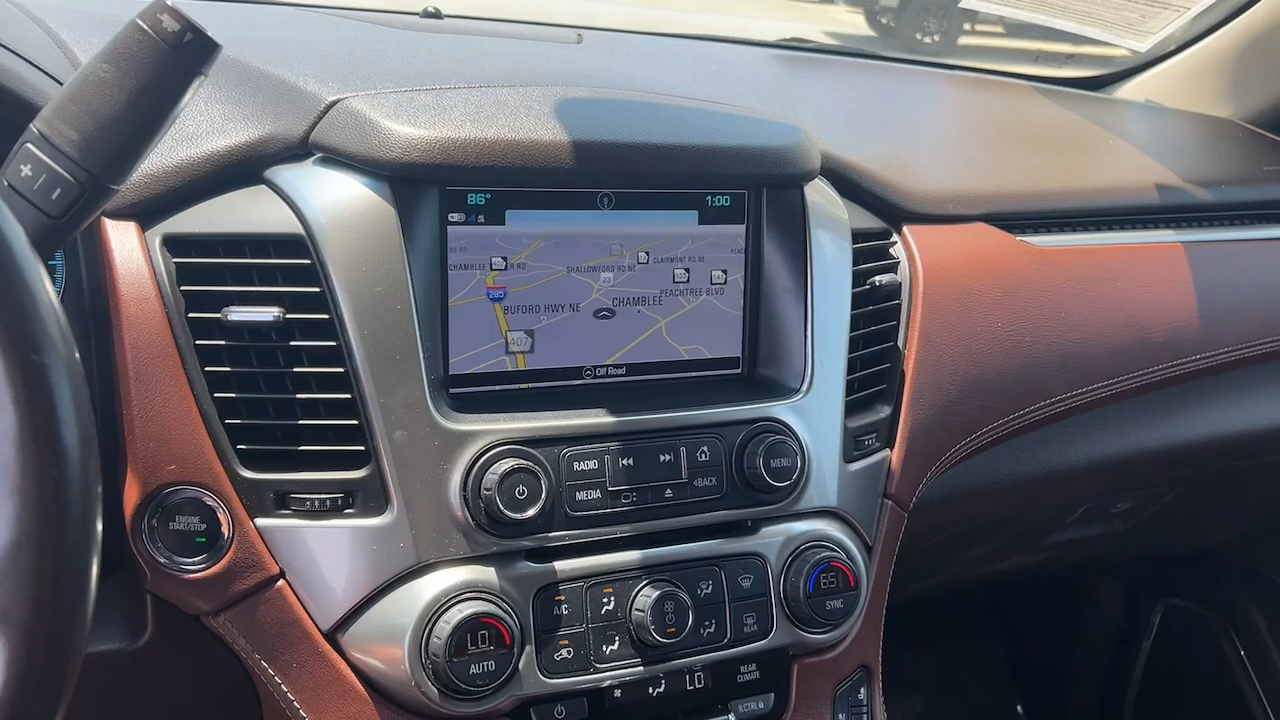 86°
S
1:00
CHAMBLEE
R RD
SHALLOWFORD RD NE
CLAIRMONT RD NE
23
155
141
285
PEACHTREE BLVD
BUFORD HWY NE
CHAMBLEE
407
Off Road
RADIO
MEDIA
BACK
MENU
ENGINE
START/STOP
A/C
LO
AUTO
65
SYNC
REAR
LO
REAR
CLIMATE
R.CTRL